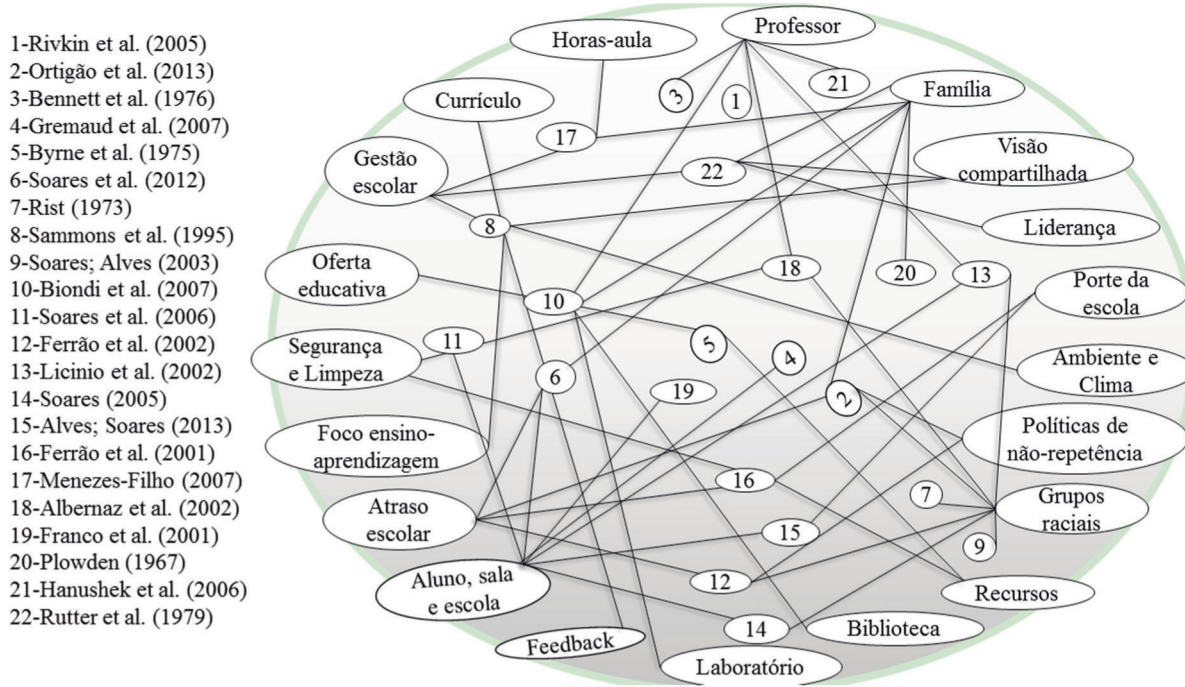 1-Rivkin et al. (2005)
2-Ortigão et al. (2013)
3-Bennett et al. (1976)
4-Gremaud et al. (2007)
5-Byrne et al. (1975)
6-Soares et al. (2012)
7-Rist (1973)
8-Sammons et al. (1995)
9-Soares; Alves (2003)
10-Biondi et al. (2007)
11-Soares et al. (2006)
12-Ferrão et al. (2002)
13-Licinio et al. (2002)
14-Soares (2005)
15-Alves; Soares (2013)
16-Ferrão et al. (2001)
17-Menezes-Filho (2007)
18-Albernaz et al. (2002)
19-Franco et al. (2001)
20-Plowden (1967)
21-Hanushek et al. (2006)
22-Rutter et al. (1979)
Professor
Horas-aula
21
3
1
Família
Currículo
17
Gestão
escolar
22
Visão
compartilhada
8
Liderança
Oferta
educativa
18
20
13
Porte da
escola
10
11
5
4
Segurança
e Limpeza
Ambiente e
Clima
6
19
2
Foco ensino-
aprendizagem
Políticas de
não-repetência
16
7
Grupos
raciais
Atraso
escolar
15
9
12
Aluno, sala
e escola
Recursos
14
Biblioteca
Feedback
Laboratório